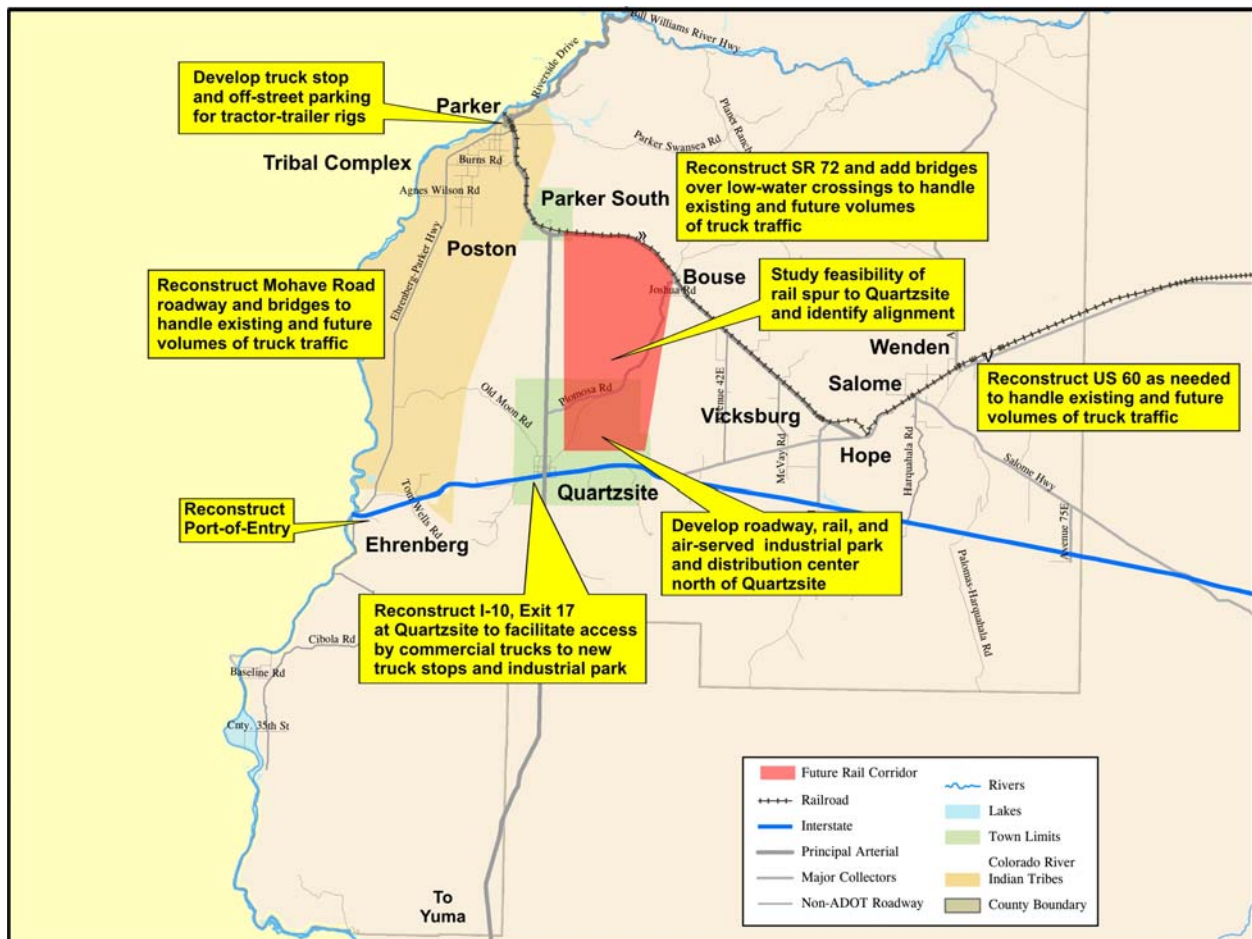 Bill Williams River Hwy
Riverside Drive
Develop truck stop
and off-street parking
for tractor-trailer rigs
Parker
Planet Ranch
Parker Swansea Rd
Tribal Complex
Burns Rd
Agnes Wilson Rd
Reconstruct SR 72 and add bridges
over low-water crossings to handle
existing and future volumes
of truck traffic
Parker South
Poston
Ehrenberg-Parker Hwy
Reconstruct Mohave Road
roadway and bridges to
handle existing and future
volumes of truck traffic
Bouse
Joshua Rd
Study feasibility of
rail spur to Quartzsite
and identify alignment
Wenden
Salome
Reconstruct US 60 as needed
to handle existing and future
volumes of truck traffic
Old Moon Rd
Plomosa Rd
Avenue 42E
Vicksburg
McVay Rd
Hope
Harquahala Rd
Salome Hwy
Quartzsite
Tom Wells Rd
Reconstruct
Port-of-Entry
Ehrenberg
Develop roadway, rail, and
air-served industrial park
and distribution center
north of Quartzsite
Avenue 75E
Palomas-Harquahala Rd
Reconstruct I-10, Exit 17
at Quartzsite to facilitate access
by commercial trucks to new
truck stops and industrial park
Cibola Rd
Baseline Rd
Cnty. 35th St
To
Yuma
Future Rail Corridor
Railroad
Interstate
Principal Arterial
Major Collectors
Non-ADOT Roadway
Rivers
Lakes
Town Limits
Colorado River
Indian Tribes
County Boundary